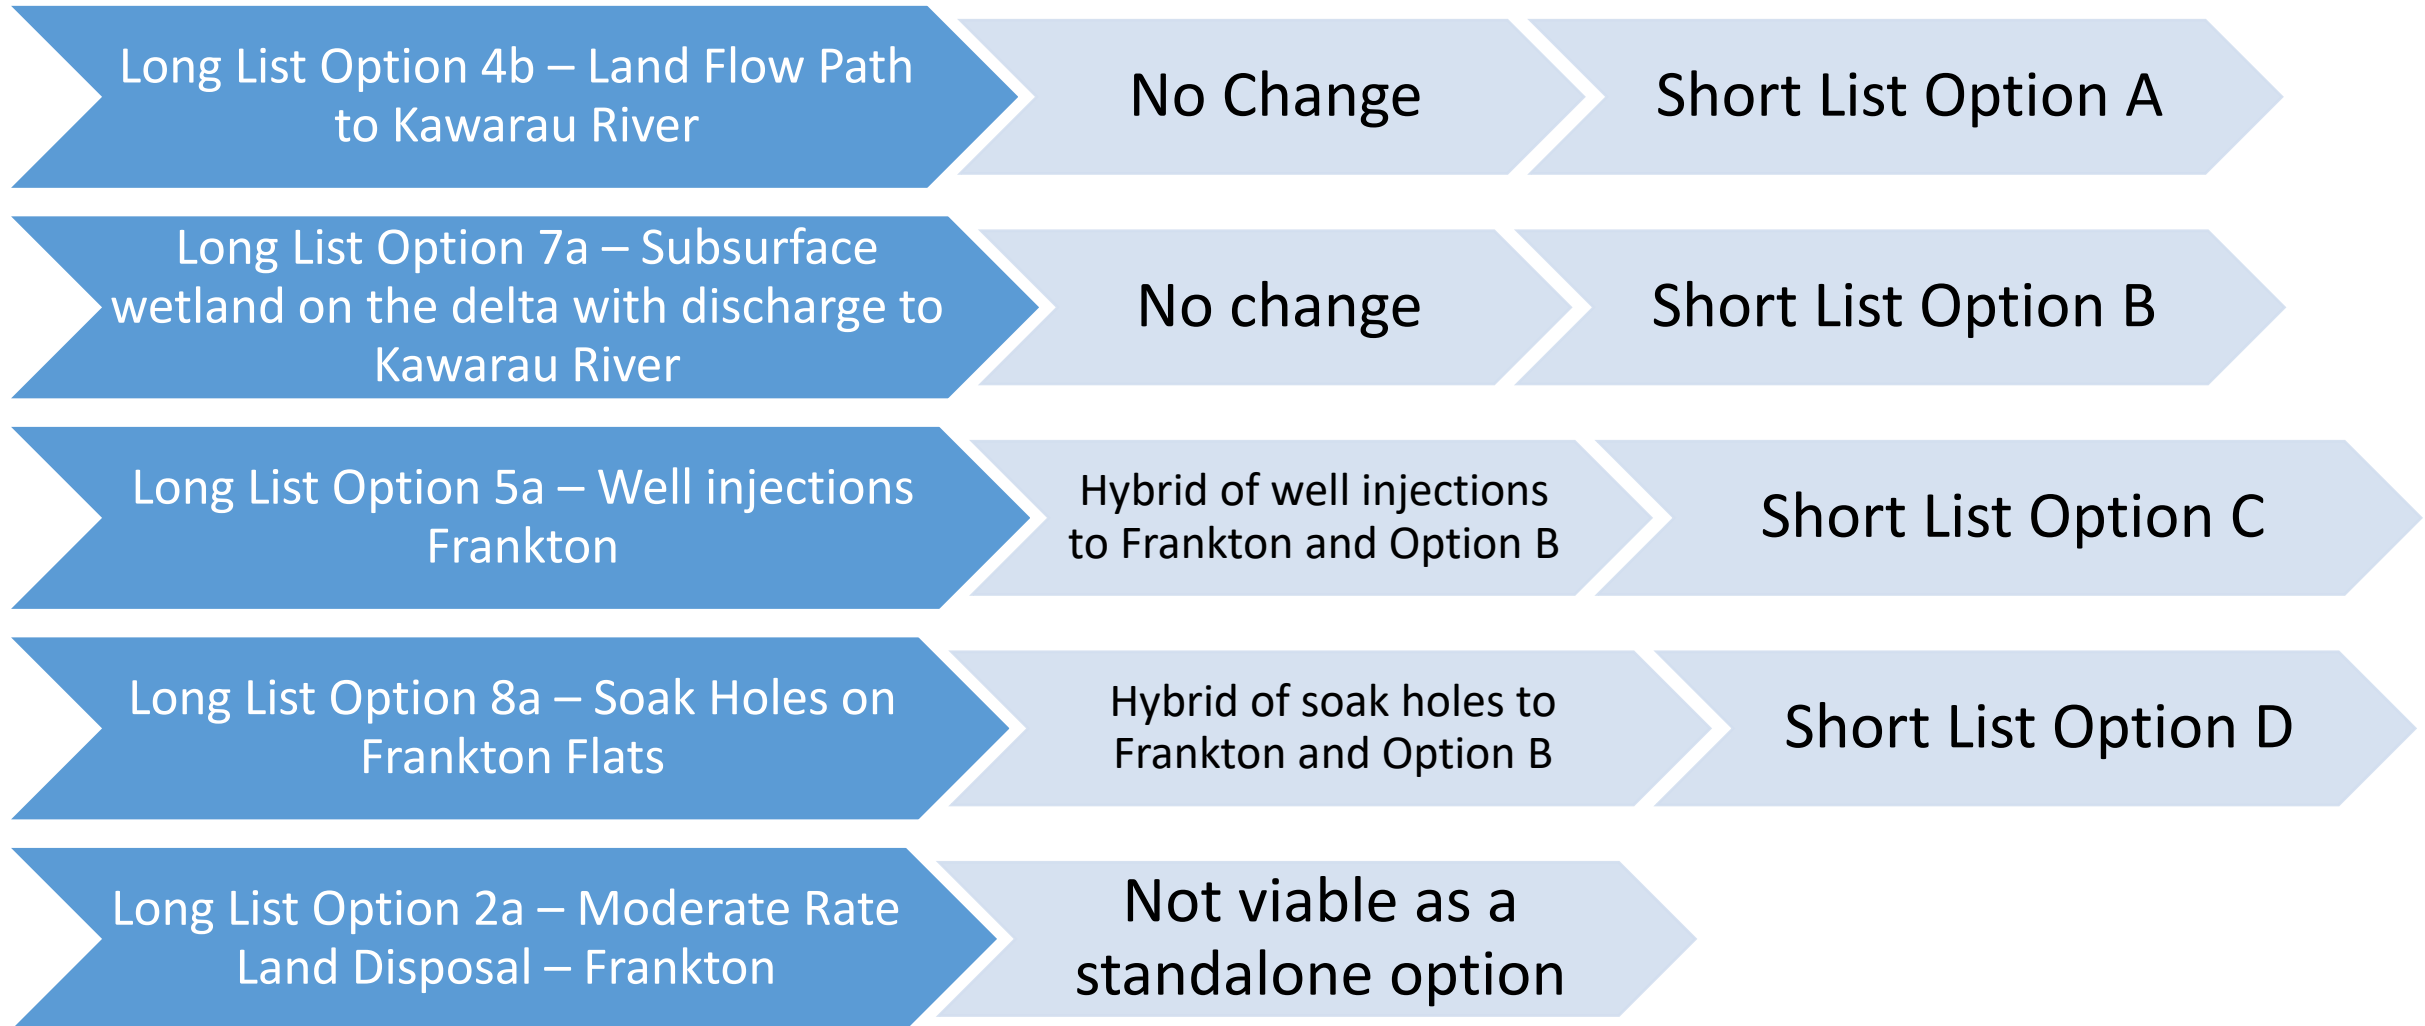 Long List Option 4b – Land Flow Path
to Kawarau River
No Change
Short List Option A
Long List Option 7a – Subsurface
wetland on the delta with discharge to
Kawarau River
No change
Short List Option B
Long List Option 5a – Well injections
Frankton
Hybrid of well injections
to Frankton and Option B
Short List Option C
Long List Option 8a – Soak Holes on
Frankton Flats
Hybrid of soak holes to
Frankton and Option B
Short List Option D
Long List Option 2a – Moderate Rate
Land Disposal – Frankton
Not viable as a
standalone option